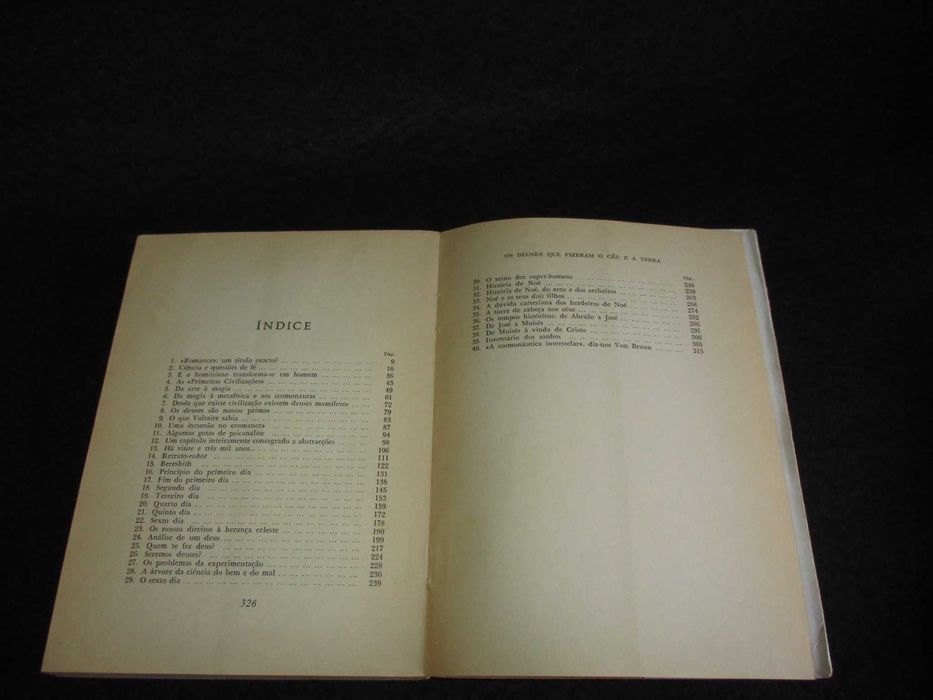 ÍNDICE
Pág.
1. «Romance»: um título exacto? ... 9
2. Ciência e questões de fé ... 16
3. E o hominiano transforma-se em homem ... 36
4. As «Primeiras Civilizações» ... 43
5. Da arte à magia ... 49
6. Da magia à metafísica e aos cosmonautas ... 61
7. Desde que existe civilização existem deuses mamíferos ... 72
8. Os deuses são nossos primos ... 79
9. O que Voltaire sabia ... 83
10. Uma incursão no «romance» ... 87
11. Algumas gotas de psicanálise ... 94
12. Um capítulo inteiramente consagrado a abstracções ... 98
13. Há vinte e três mil anos... ... 106
14. Retrato-robot ... 111
15. Bereshith ... 122
16. Princípio do primeiro dia ... 131
17. Fim do primeiro dia ... 138
18. Segundo dia ... 145
19. Terceiro dia ... 153
20. Quarto dia ... 159
21. Quinto dia ... 172
22. Sexto dia ... 178
23. Os nossos direitos à herança celeste ... 190
24. Análise de um deus ... 199
25. Quem te fez deus? ... 217
26. Seremos deuses? ... 224
27. Os problemas da experimentação ... 228
28. A árvore da ciência do bem e do mal ... 236
29. O sexto dia ... 239
326
DEUSES QUE FIZERAM O CÉU E A TERRA
Pág.
30. O reino dos super-homens ... 248
31. História de Noé ... 259
32. História de Noé, do arco e dos archeiros ... 263
33. Noé e os seus dois filhos ... 268
34. A dúvida cartesiana dos herdeiros de Noé ... 274
35. A torre de cabeça nos céus ... 282
36. Os tempos históricos: de Abraão a José ... 286
37. De José a Moisés ... 291
38. De Moisés à vinda de Cristo ... 300
39. Inventário dos sonhos ... 305
40. «A cosmonáutica interstelar», diz-nos Von Braun ... 315